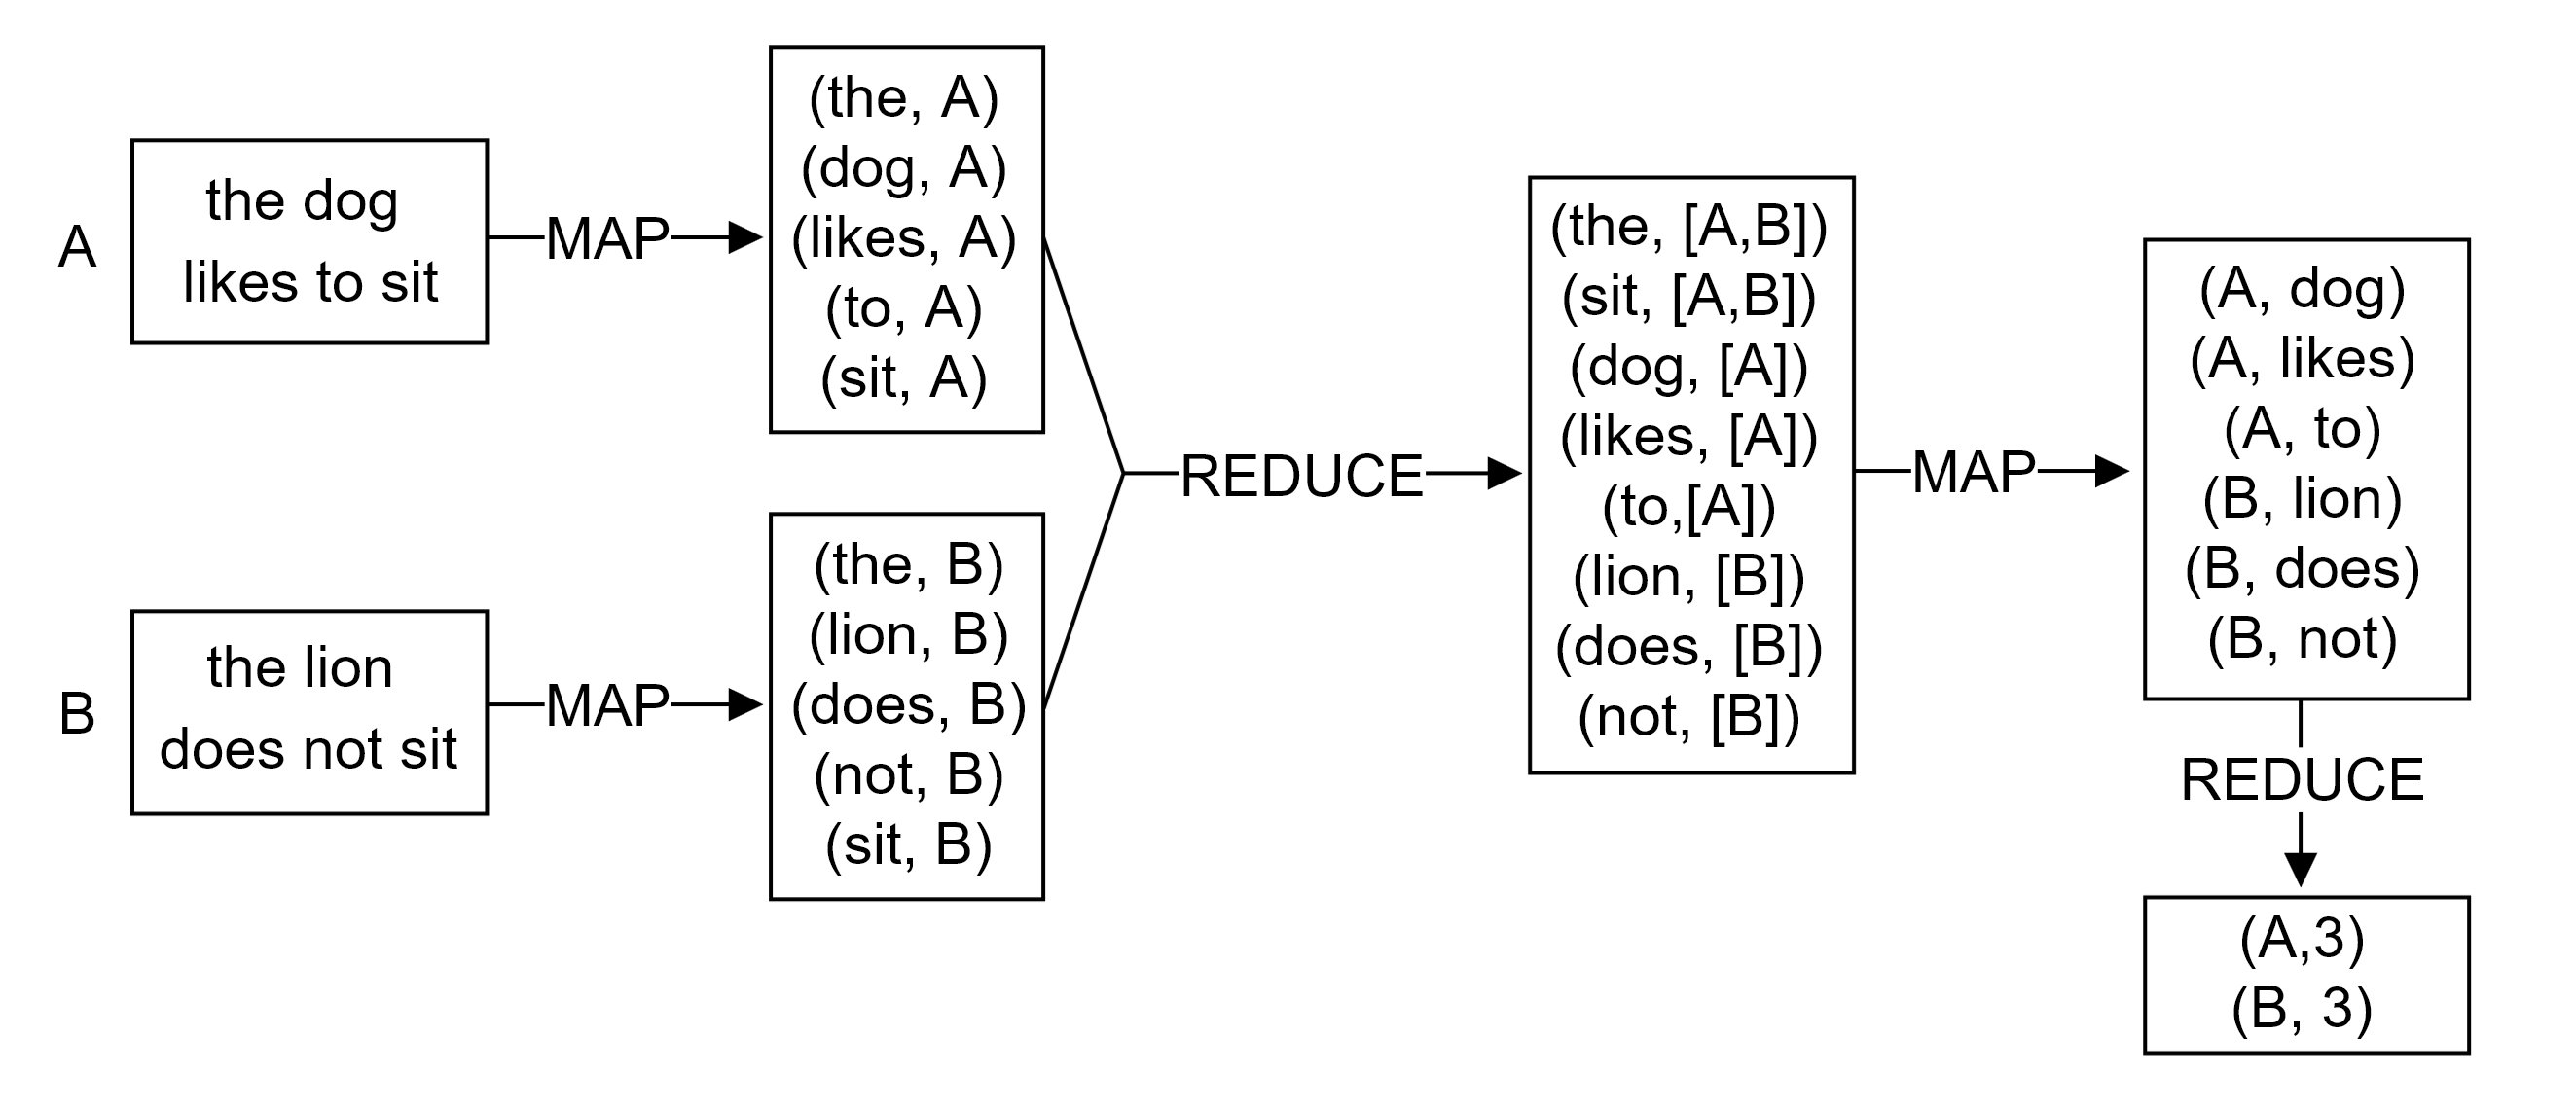 A
the dog
likes to sit
MAP
(the, A)
(dog, A)
(likes, A)
(to, A)
(sit, A)
B
the lion
does not sit
MAP
(the, B)
(lion, B)
(does, B)
(not, B)
(sit, B)
REDUCE
(the, [A,B])
(sit, [A,B])
(dog, [A])
(likes, [A])
(to,[A])
(lion, [B])
(does, [B])
(not, [B])
MAP
(A, dog)
(A, likes)
(A, to)
(B, lion)
(B, does)
(B, not)
REDUCE
(A,3)
(B, 3)